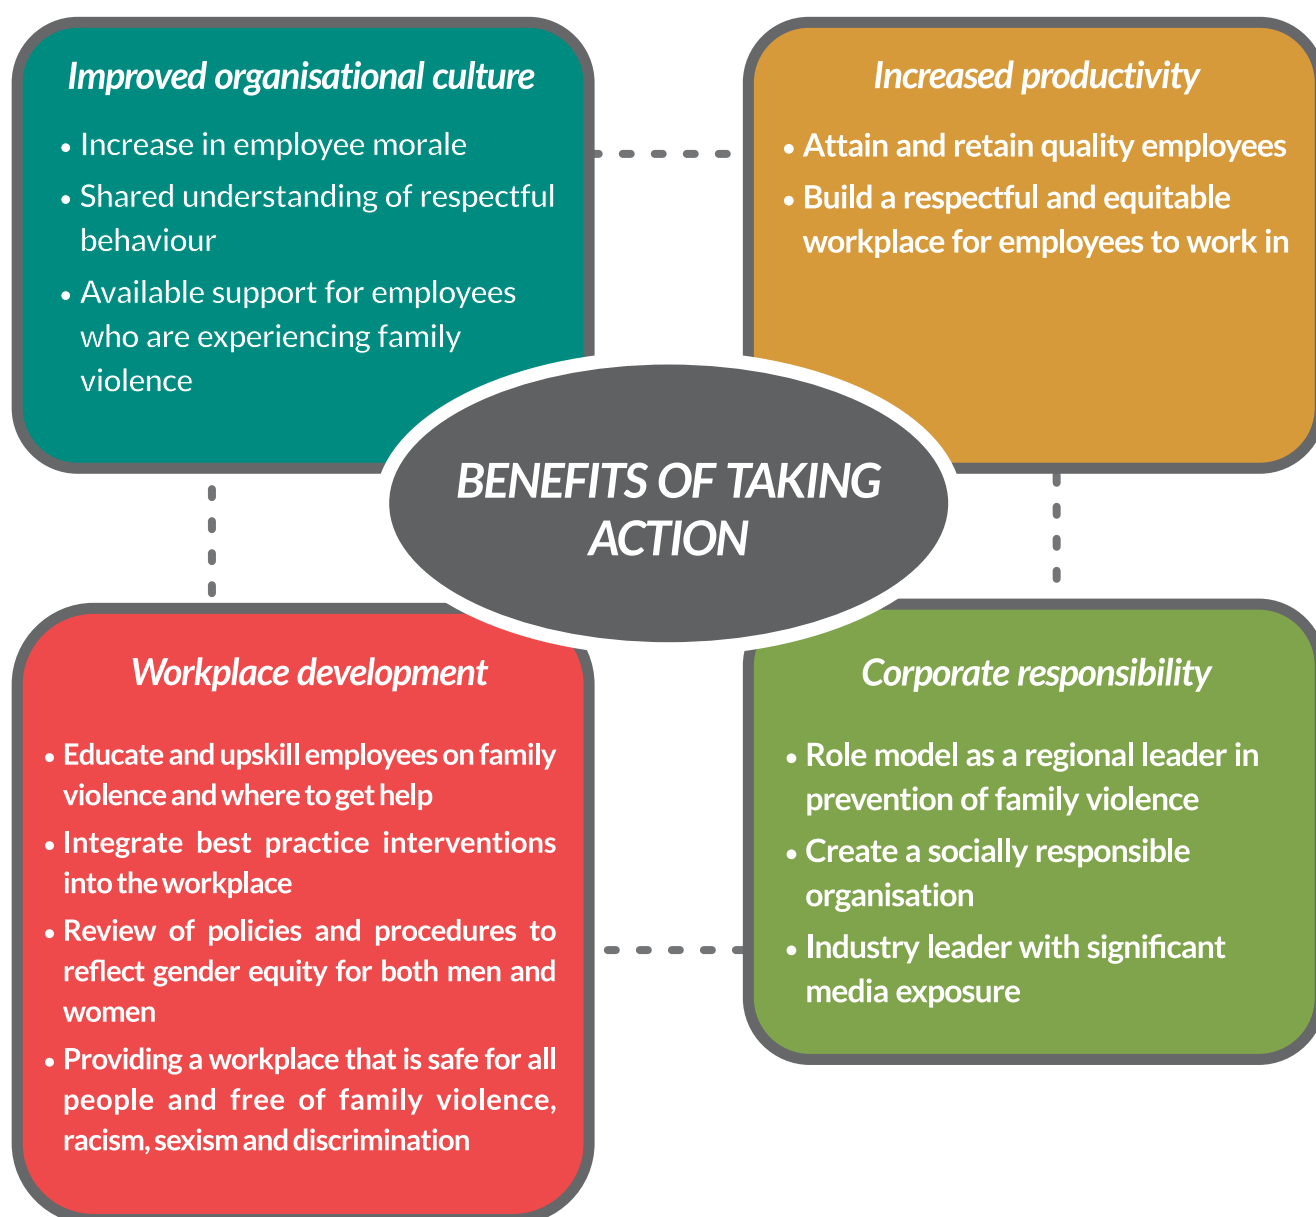 Improved organisational culture
• Increase in employee morale
• Shared understanding of respectful
behaviour
• Available support for employees
who are experiencing family
violence
Increased productivity
• Attain and retain quality employees
• Build a respectful and equitable
workplace for employees to work in
BENEFITS OF TAKING
ACTION
Workplace development
• Educate and upskill employees on family
violence and where to get help
• Integrate best practice interventions
into the workplace
• Review of policies and procedures to
reflect gender equity for both men and
women
• Providing a workplace that is safe for all
people and free of family violence,
racism, sexism and discrimination
Corporate responsibility
• Role model as a regional leader in
prevention of family violence
• Create a socially responsible
organisation
• Industry leader with significant
media exposure